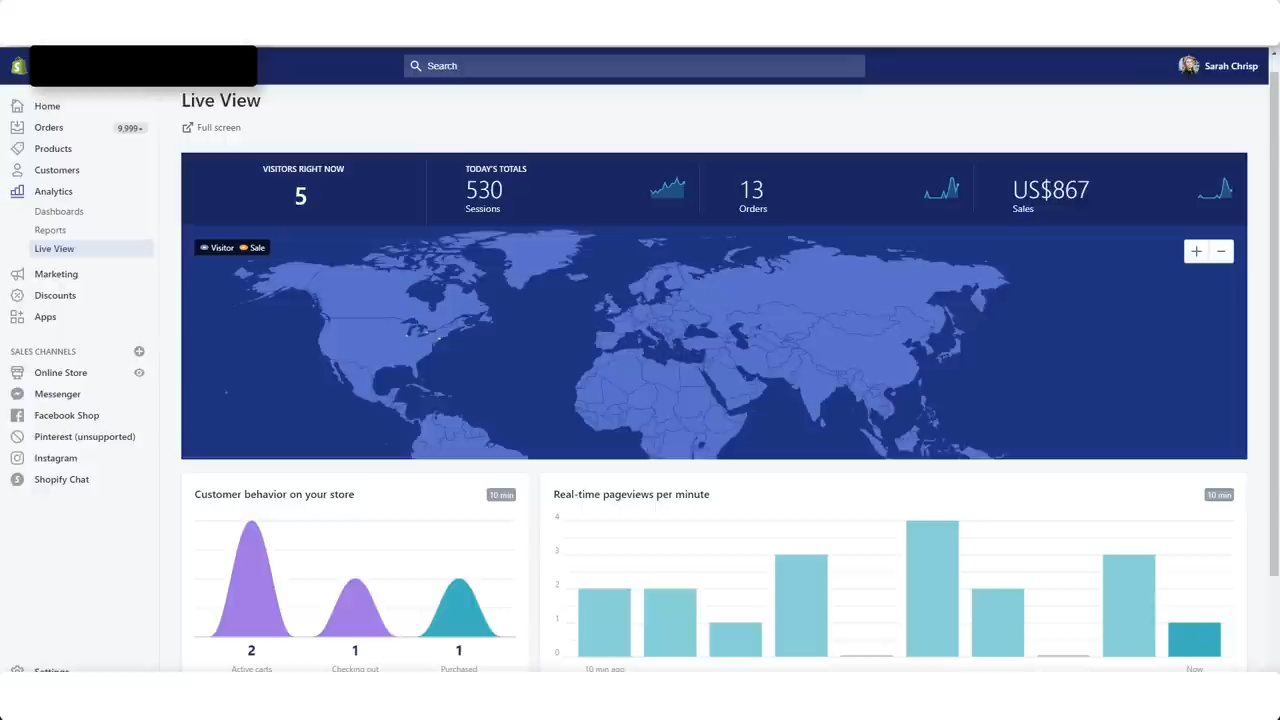 Search
Sarah Chrisp
Home
Orders 9,999+
Products
Customers
Analytics
Dashboards
Reports
Live View
Marketing
Discounts
Apps
SALES CHANNELS
Online Store
Messenger
Facebook Shop
Pinterest (unsupported)
Instagram
Shopify Chat
Settings
Live View
Full screen
VISITORS RIGHT NOW
5
TODAY'S TOTALS
530
Sessions
13
Orders
US$867
Sales
Visitor Sale
Customer behavior on your store 10 min
2 1 1
Active carts Checking out Purchased
Real-time pageviews per minute 10 min
4
3
2
1
0
10 min ago Now